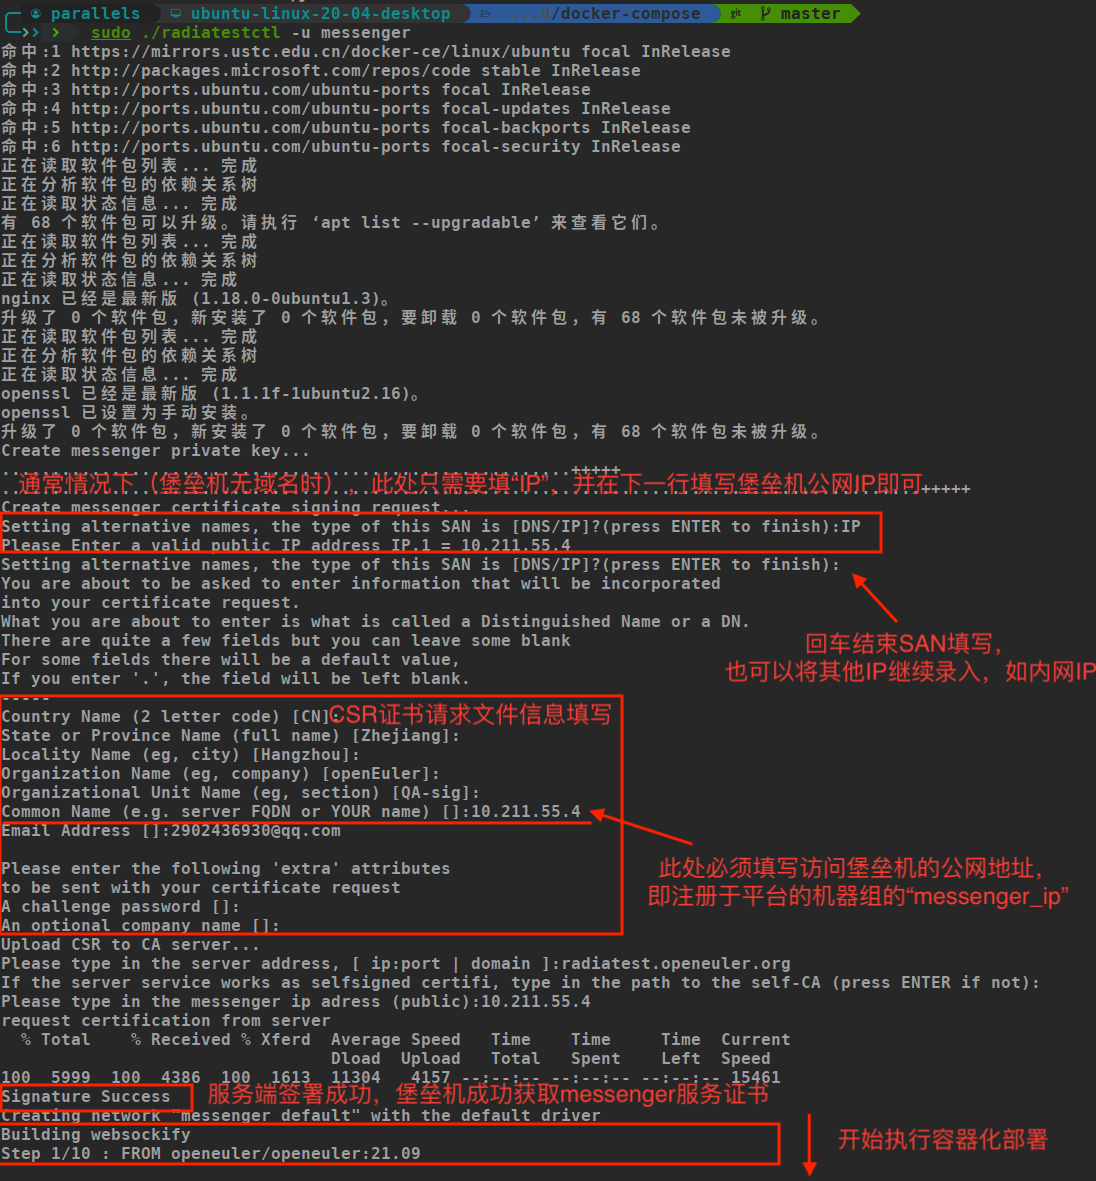 parallels ubuntu-linux-20-04-desktop ...d/docker-compose git master
sudo ./radiatestctl -u messenger
命中:1 https://mirrors.ustc.edu.cn/docker-ce/linux/ubuntu focal InRelease
命中:2 http://packages.microsoft.com/repos/code stable InRelease
命中:3 http://ports.ubuntu.com/ubuntu-ports focal InRelease
命中:4 http://ports.ubuntu.com/ubuntu-ports focal-updates InRelease
命中:5 http://ports.ubuntu.com/ubuntu-ports focal-backports InRelease
命中:6 http://ports.ubuntu.com/ubuntu-ports focal-security InRelease
正在读取软件包列表... 完成
正在分析软件包的依赖关系树
正在读取状态信息... 完成
有 68 个软件包可以升级。请执行 ‘apt list --upgradable’ 来查看它们。
正在读取软件包列表... 完成
正在分析软件包的依赖关系树
正在读取状态信息... 完成
nginx 已经是最新版 (1.18.0-0ubuntu1.3)。
升级了 0 个软件包，新安装了 0 个软件包，要卸载 0 个软件包，有 68 个软件包未被升级。
正在读取软件包列表... 完成
正在分析软件包的依赖关系树
正在读取状态信息... 完成
openssl 已经是最新版 (1.1.1f-1ubuntu2.16)。
openssl 已设置为手动安装。
升级了 0 个软件包，新安装了 0 个软件包，要卸载 0 个软件包，有 68 个软件包未被升级。
Create messenger private key...
.........................................................+++++
通常情况下（堡垒机无域名时），此处只需要填“IP”，并在下一行填写堡垒机公网IP即可
+++++
Create messenger certificate signing request...
Setting alternative names, the type of this SAN is [DNS/IP]?(press ENTER to finish):IP
Please Enter a valid public IP address IP.1 = 10.211.55.4
Setting alternative names, the type of this SAN is [DNS/IP]?(press ENTER to finish):
You are about to be asked to enter information that will be incorporated
into your certificate request.
What you are about to enter is what is called a Distinguished Name or a DN.
There are quite a few fields but you can leave some blank
For some fields there will be a default value,
If you enter '.', the field will be left blank.
回车结束SAN填写，
也可以将其他IP继续录入，如内网IP
-----
Country Name (2 letter code) [CN]:
CSR证书请求文件信息填写
State or Province Name (full name) [Zhejiang]:
Locality Name (eg, city) [Hangzhou]:
Organization Name (eg, company) [openEuler]:
Organizational Unit Name (eg, section) [QA-sig]:
Common Name (e.g. server FQDN or YOUR name) []:10.211.55.4
Email Address []:2902436930@qq.com
此处必须填写访问堡垒机的公网地址，
即注册于平台的机器组的“messenger_ip”
Please enter the following 'extra' attributes
to be sent with your certificate request
A challenge password []:
An optional company name []:
Upload CSR to CA server...
Please type in the server address, [ ip:port | domain ]:radiatest.openeuler.org
If the server service works as selfsigned certifi, type in the path to the self-CA (press ENTER if not):
Please type in the messenger ip adress (public):10.211.55.4
request certification from server
% Total % Received % Xferd Average Speed Time Time Time Current
Dload Upload Total Spent Left Speed
100 5999 100 4386 100 1613 11304 4157 --:--:-- --:--:-- --:--:-- 15461
Signature Success
服务端签署成功，堡垒机成功获取messenger服务证书
Creating network "messenger_default" with the default driver
Building websockify
开始执行容器化部署
Step 1/10 : FROM openeuler/openeuler:21.09